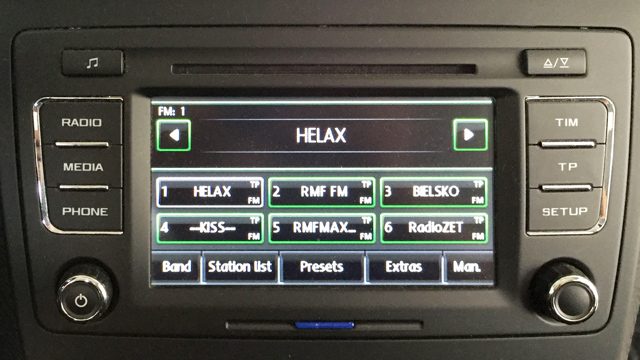 RADIO
MEDIA
PHONE
FM: 1
HELAX
1 HELAX TP FM
2 RMF FM TP FM
3 BIELSKO TP FM
4 —KISS— TP FM
5 RMFMAX_ TP FM
6 RadioZET TP FM
Band Station list Presets Extras Man.
TIM
TP
SETUP